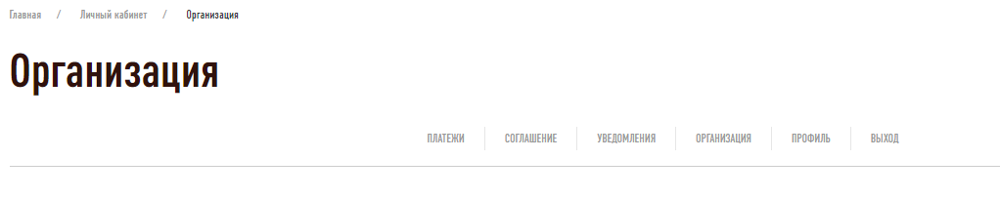 Главная / Личный кабинет / Организация
Организация
ПЛАТЕЖИ СОГЛАШЕНИЕ УВЕДОМЛЕНИЯ ОРГАНИЗАЦИЯ ПРОФИЛЬ ВЫХОД